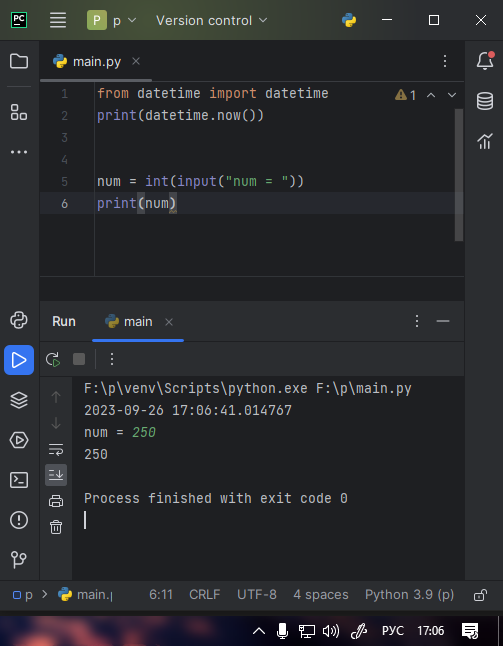 PC
P p Version control
main.py
1 from datetime import datetime
1
2 print(datetime.now())
3
4
5 num = int(input("num = "))
6 print(num)
Run main
F:\p\venv\Scripts\python.exe F:\p\main.py
2023-09-26 17:06:41.014767
num = 250
250
Process finished with exit code 0
p main.p 6:11 CRLF UTF-8 4 spaces Python 3.9 (p)
РУС 17:06